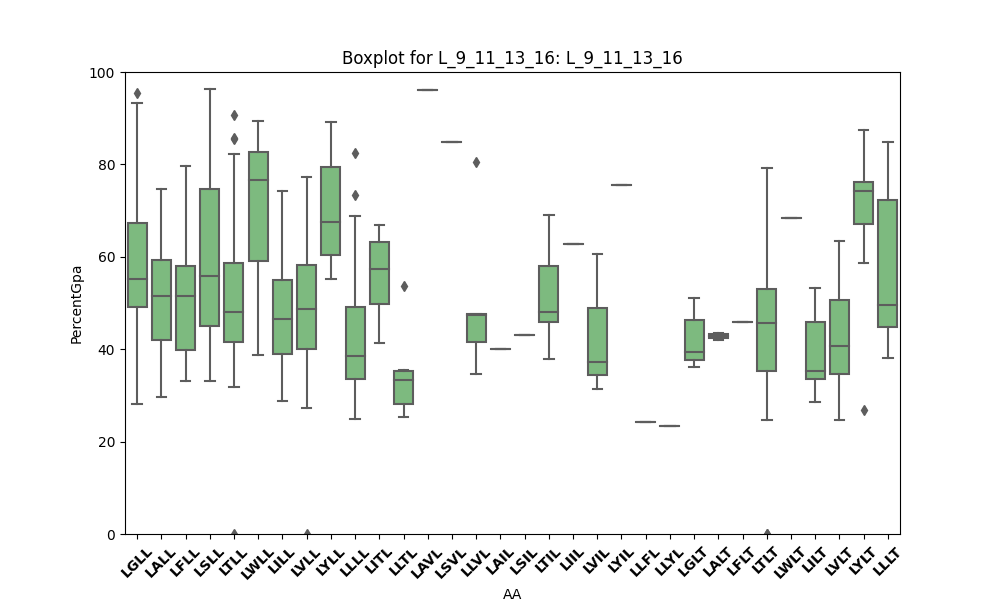 Boxplot for L_9_11_13_16: L_9_11_13_16
100
80
60
40
20
0
PercentGpa
LGLL LALL LFLL LSLL LTLL LWLL LILL LVLL LYLL LLLL LITL LLTL LAVL LSVL LLVL LAIL LSIL LTIL LIIL LVIL LYIL LLFL LLYL LGLT LALT LFLT LTLT LWLT LILT LVLT LYLT LLLT
AA